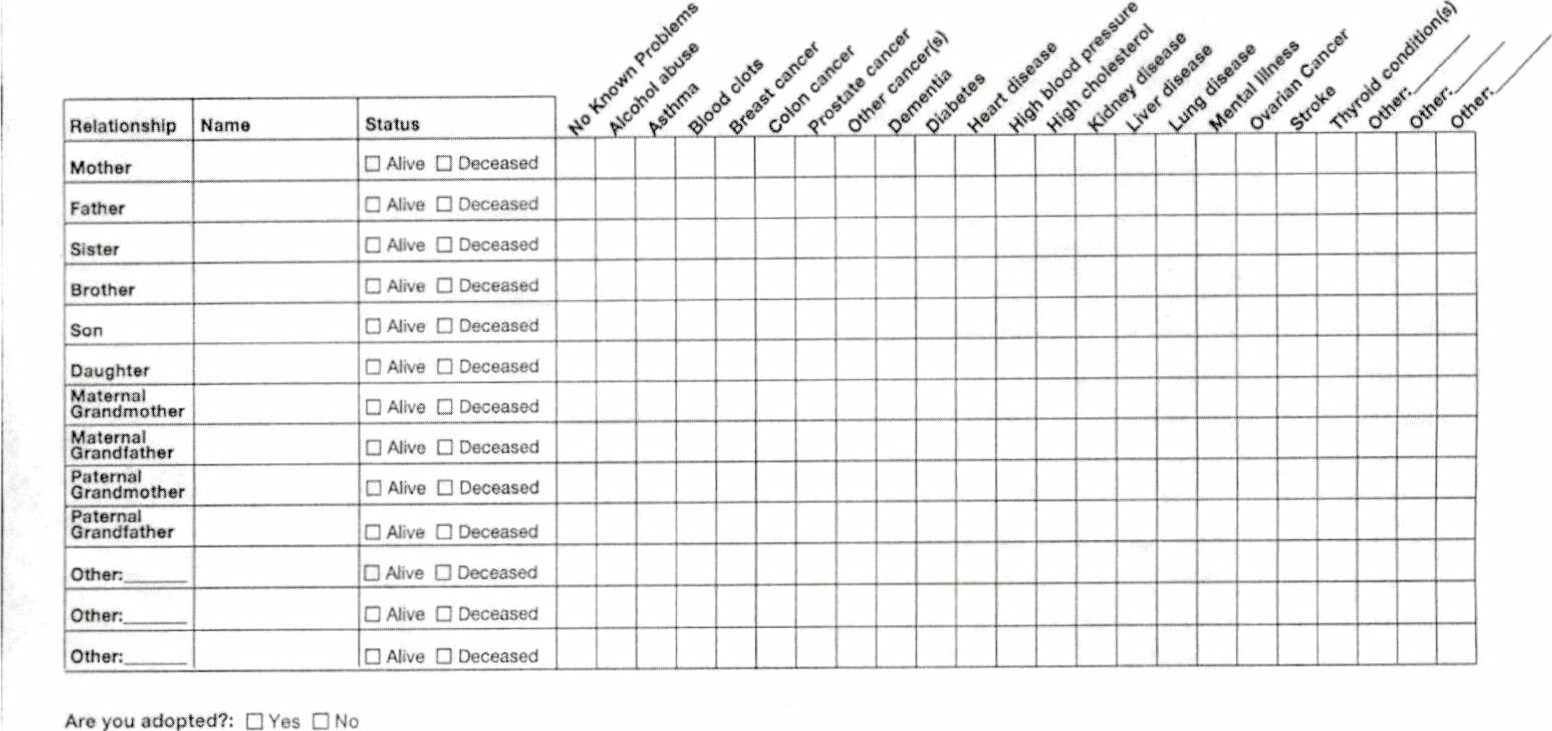 No Known Problems
Alcohol abuse
Asthma
Blood clots
Breast cancer
Colon cancer
Prostate cancer
Other cancer(s)
Dementia
Diabetes
Heart disease
High blood pressure
High cholesterol
Kidney disease
Liver disease
Lung disease
Mental Illness
Ovarian Cancer
Stroke
Thyroid condition(s)
Other:
Other:
Other:
Relationship Name Status
Mother ☐ Alive ☐ Deceased
Father ☐ Alive ☐ Deceased
Sister ☐ Alive ☐ Deceased
Brother ☐ Alive ☐ Deceased
Son ☐ Alive ☐ Deceased
Daughter ☐ Alive ☐ Deceased
Maternal
Grandmother ☐ Alive ☐ Deceased
Maternal
Grandfather ☐ Alive ☐ Deceased
Paternal
Grandmother ☐ Alive ☐ Deceased
Paternal
Grandfather ☐ Alive ☐ Deceased
Other:______ ☐ Alive ☐ Deceased
Other:______ ☐ Alive ☐ Deceased
Other:______ ☐ Alive ☐ Deceased
Are you adopted?: ☐ Yes ☐ No